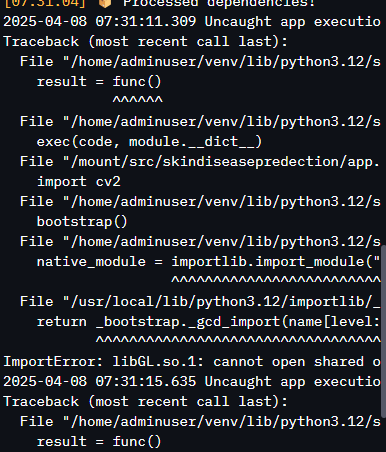 [07:31:04] 📦 Processed dependencies!
2025-04-08 07:31:11.309 Uncaught app executio
Traceback (most recent call last):
  File "/home/adminuser/venv/lib/python3.12/s
    result = func()
             ^^^^^^
  File "/home/adminuser/venv/lib/python3.12/s
    exec(code, module.__dict__)
  File "/mount/src/skindiseasepredection/app.
    import cv2
  File "/home/adminuser/venv/lib/python3.12/s
    bootstrap()
  File "/home/adminuser/venv/lib/python3.12/s
    native_module = importlib.import_module("
                    ^^^^^^^^^^^^^^^^^^^^^^^^^
  File "/usr/local/lib/python3.12/importlib/_
    return _bootstrap._gcd_import(name[level:
           ^^^^^^^^^^^^^^^^^^^^^^^^^^^^^^^^^^
ImportError: libGL.so.1: cannot open shared o
2025-04-08 07:31:15.635 Uncaught app executio
Traceback (most recent call last):
  File "/home/adminuser/venv/lib/python3.12/s
    result = func()